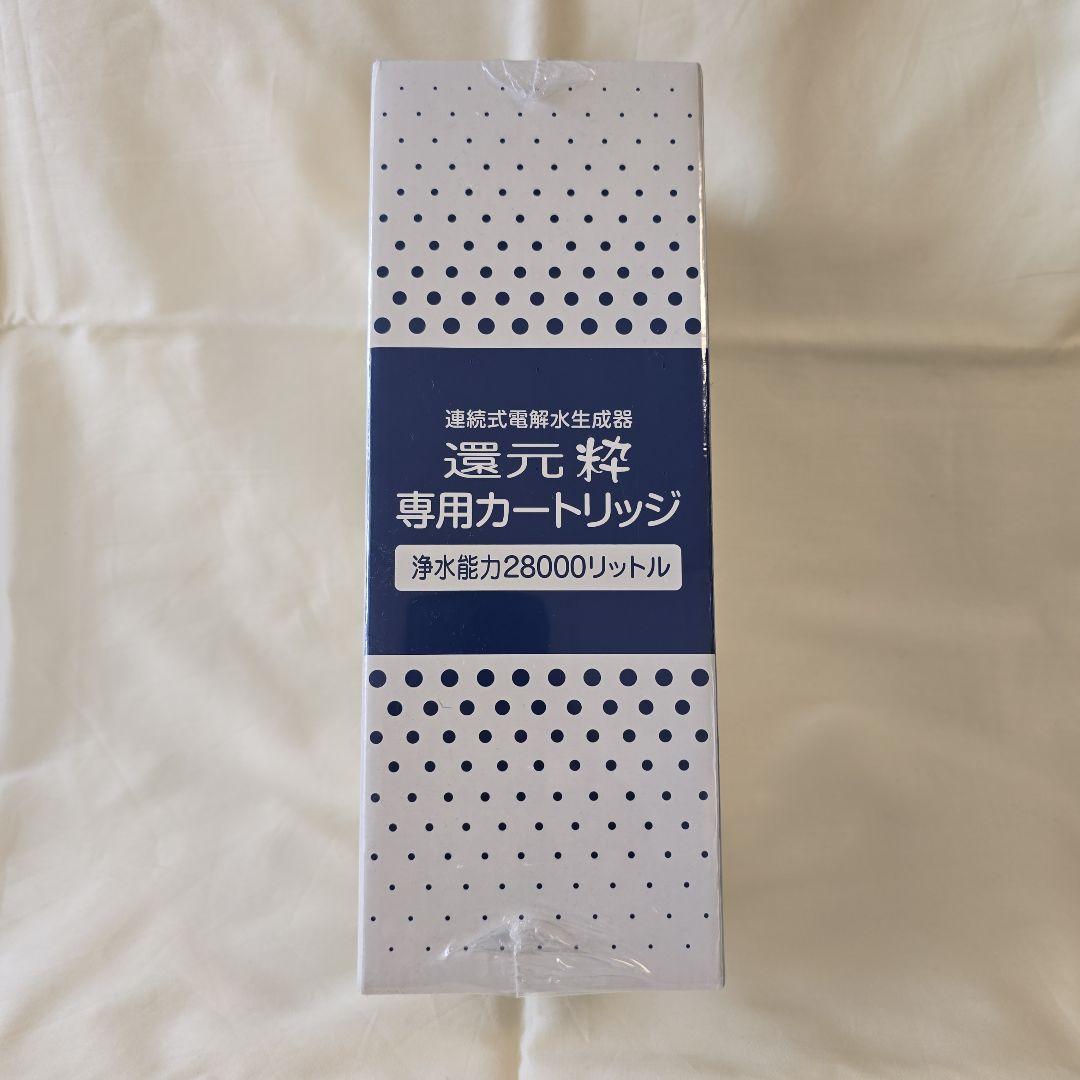 連続式電解水生成器
還元粋
専用カートリッジ
浄水能力28000リットル